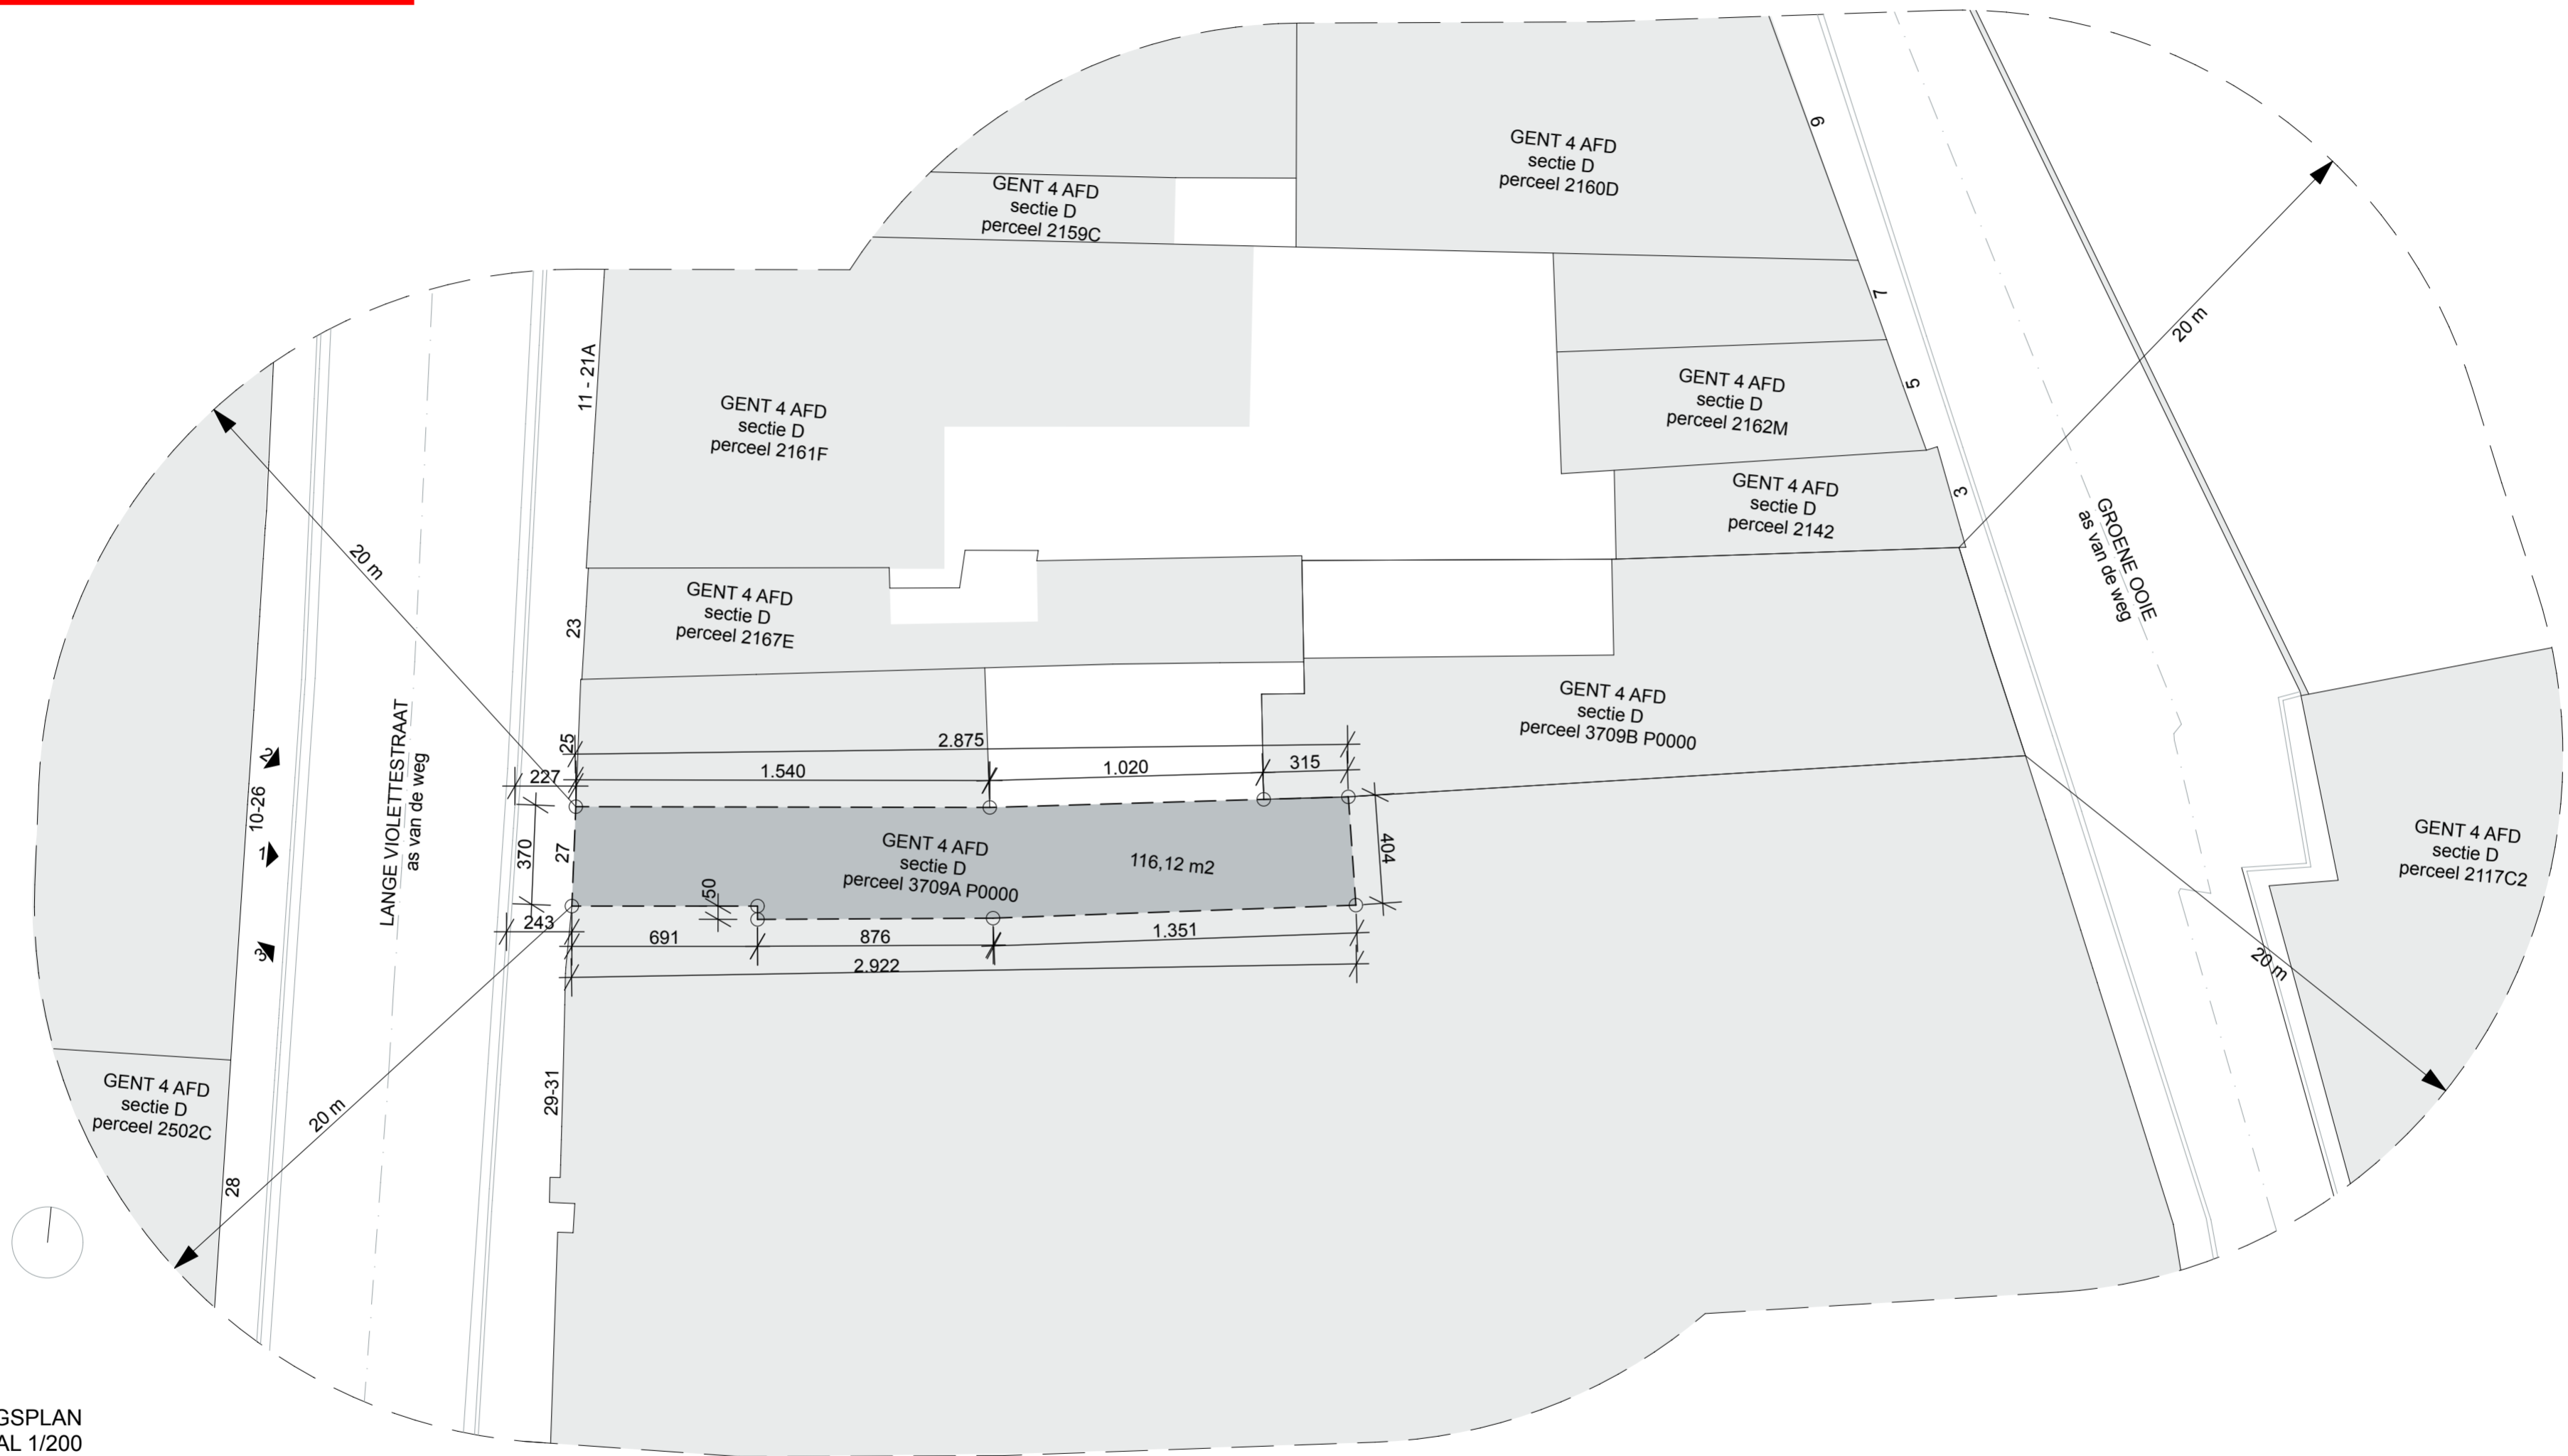 GENT 4 AFD
sectie D
perceel 2160D
9
GENT 4 AFD
sectie D
perceel 2159C
7
20 m
11 - 21A
GENT 4 AFD
sectie D
perceel 2161F
GENT 4 AFD
sectie D
perceel 2162M
5
GENT 4 AFD
sectie D
perceel 2142
3
GROENE OOIE
as van de weg
20 m
23
GENT 4 AFD
sectie D
perceel 2167E
GENT 4 AFD
sectie D
perceel 3709B P0000
LANGE VIOLETTESTRAAT
as van de weg
2
10-26
1
3
25
2.875
227
1.540
1.020
315
370
27
GENT 4 AFD
sectie D
perceel 3709A P0000
116,12 m2
404
50
243
691
876
1.351
2.922
GENT 4 AFD
sectie D
perceel 2117C2
20 m
29-31
GENT 4 AFD
sectie D
perceel 2502C
20 m
28
GSPLAN
AL 1/200